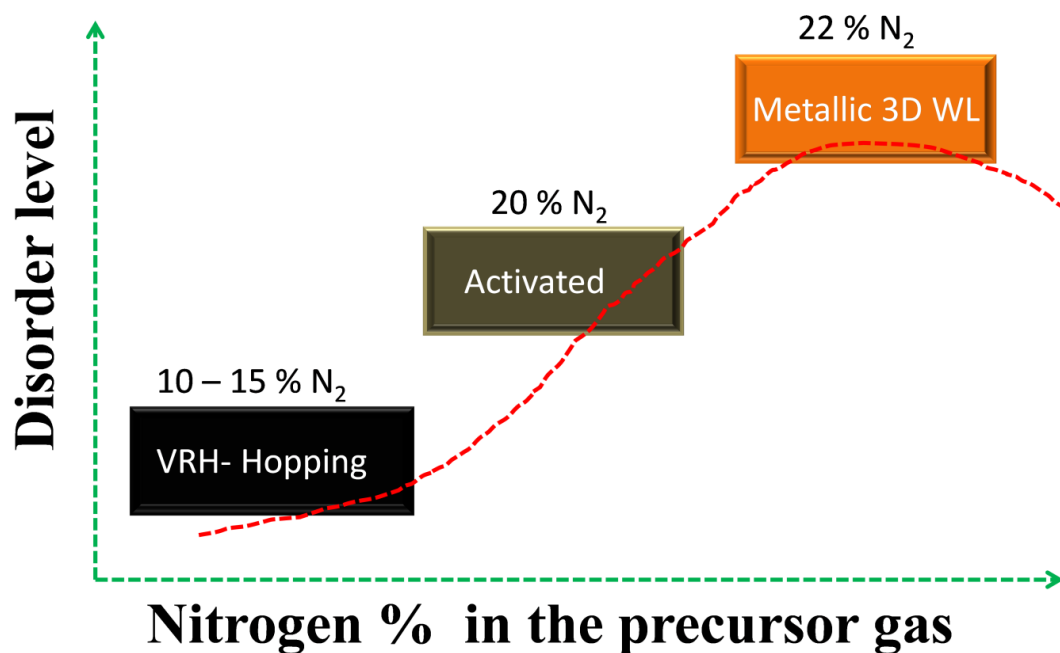 22 % N₂
Metallic 3D WL
20 % N₂
Activated
10 – 15 % N₂
VRH- Hopping
Disorder level
Nitrogen % in the precursor gas